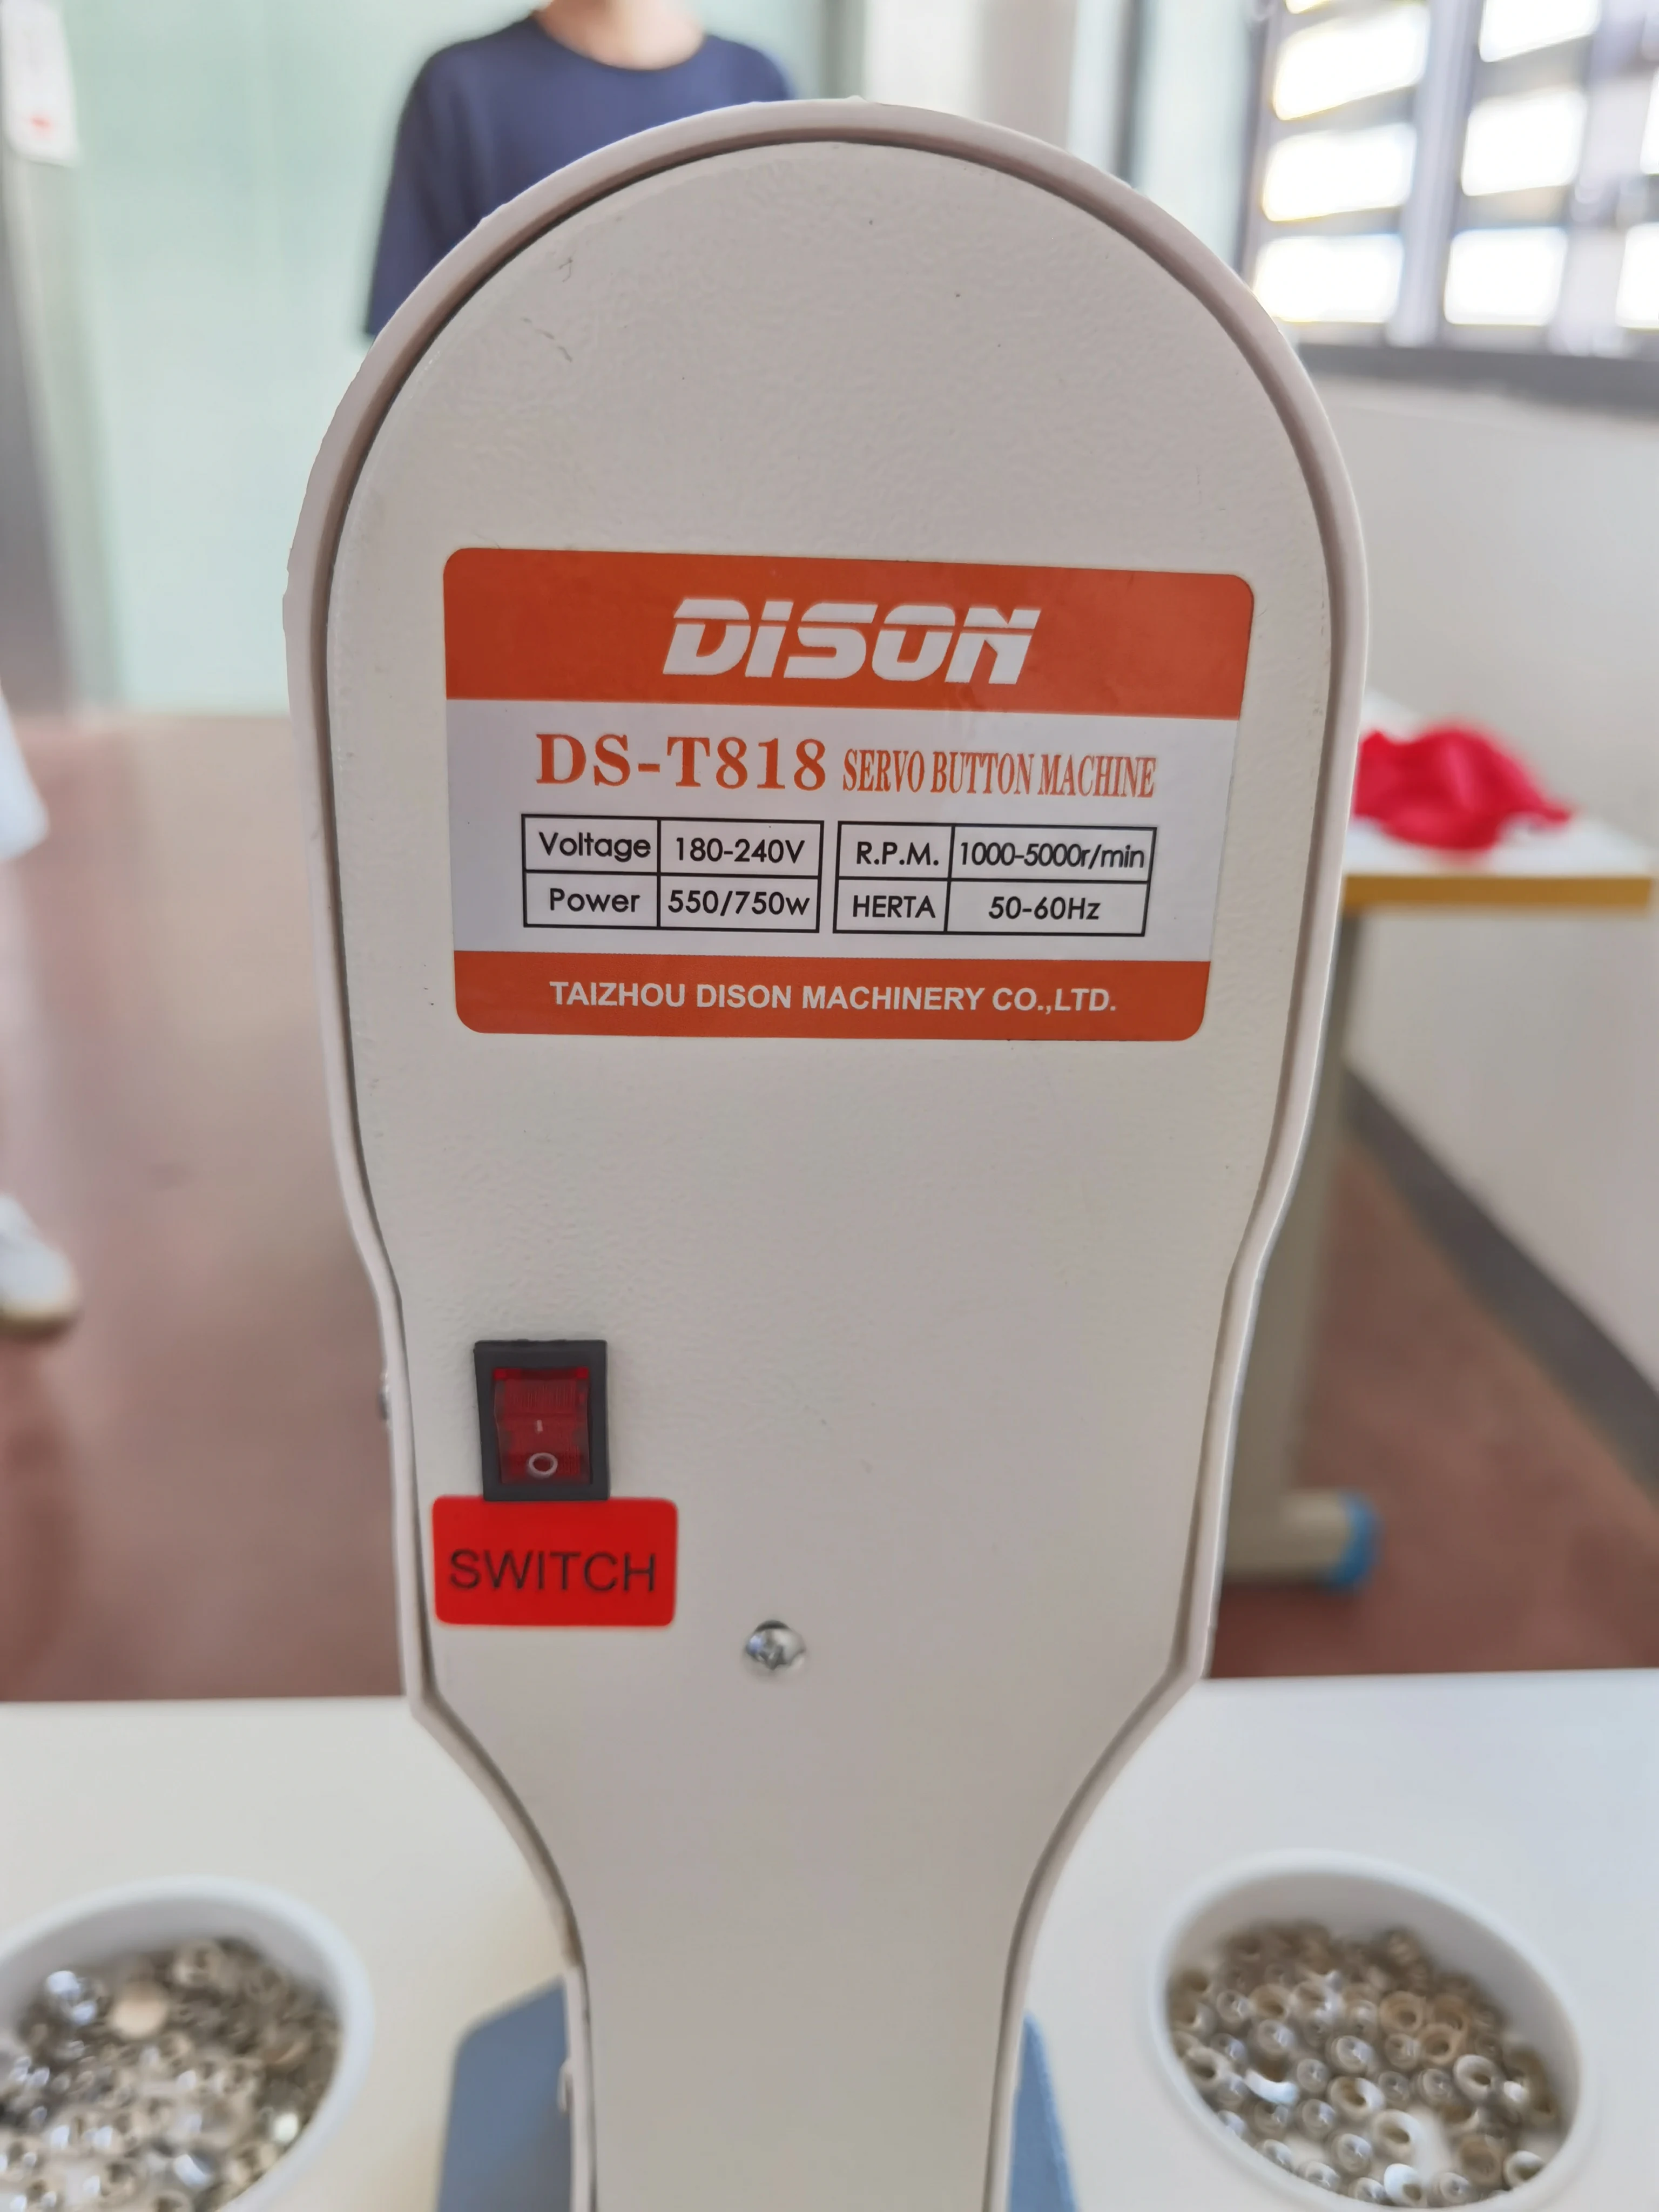 DISON
DS-T818 SERVO BUTTON MACHINE
Voltage 180-240V R.P.M. 1000-5000r/min
Power 550/750w HERTA 50-60Hz
TAIZHOU DISON MACHINERY CO.,LTD.
SWITCH